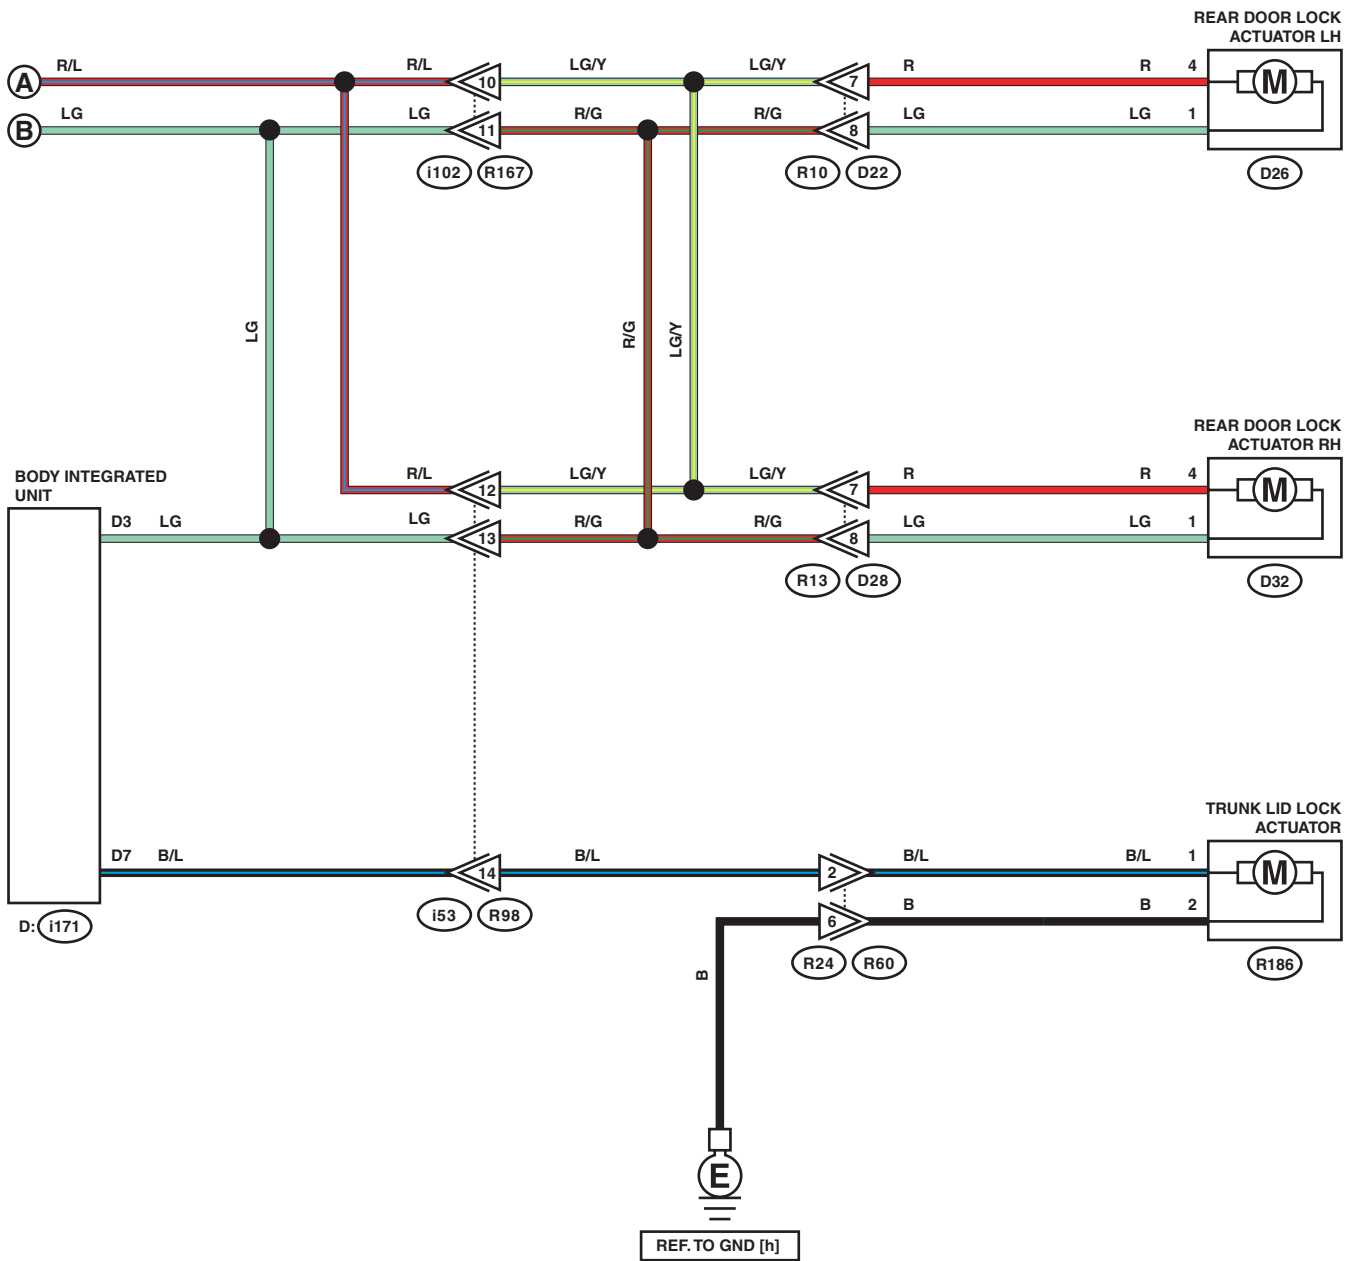 REAR DOOR LOCK
ACTUATOR LH
A R/L R/L 10 LG/Y LG/Y 7 R R 4 M
B LG LG 11 R/G R/G 8 LG LG 1
i102 R167 R10 D22 D26
LG R/G LG/Y
REAR DOOR LOCK
ACTUATOR RH
R/L 12 LG/Y LG/Y 7 R R 4 M
BODY INTEGRATED
UNIT
D3 LG LG 13 R/G R/G 8 LG LG 1
R13 D28 D32
TRUNK LID LOCK
ACTUATOR
D7 B/L 14 B/L 2 B/L B/L 1 M
6 B B 2
D: i171 i53 R98 R24 R60 R186
B
E
REF. TO GND [h]